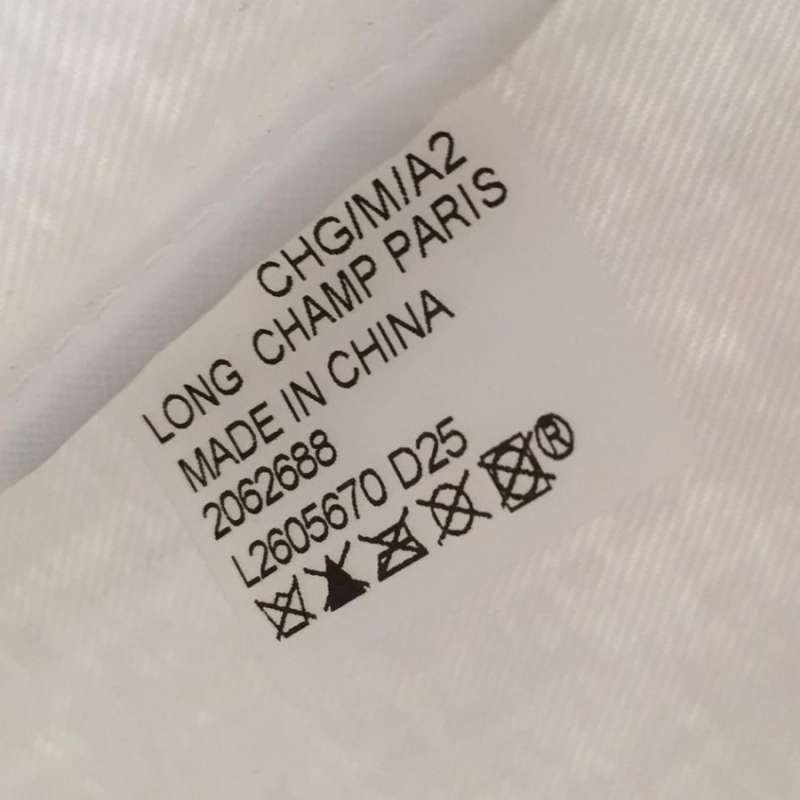 CHG/M/A2
LONG CHAMP PARIS
MADE IN CHINA
2062688
L2605670 D25
®